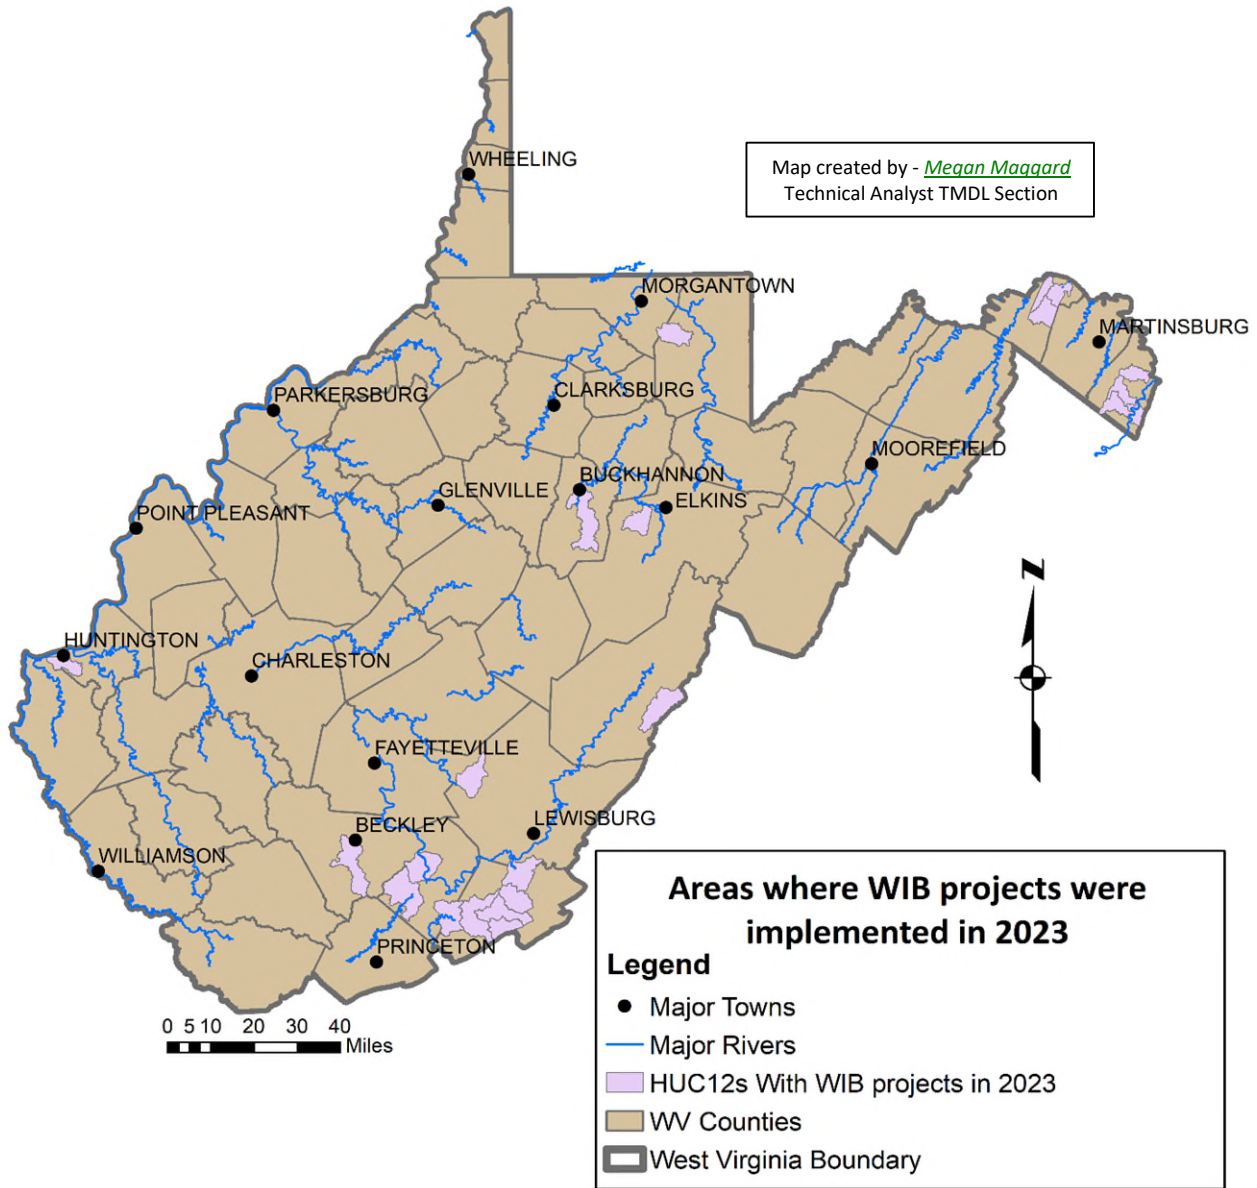 WHEELING
Map created by - Megan Maggard
Technical Analyst TMDL Section
MORGANTOWN
MARTINSBURG
PARKERSBURG
CLARKSBURG
MOOREFIELD
BUCKHANNON
GLENVILLE
ELKINS
POINT PLEASANT
N
HUNTINGTON
CHARLESTON
FAYETTEVILLE
LEWISBURG
BECKLEY
WILLIAMSON
PRINCETON
0 5 10 20 30 40
Miles
Areas where WIB projects were
implemented in 2023
Legend
Major Towns
Major Rivers
HUC12s With WIB projects in 2023
WV Counties
West Virginia Boundary